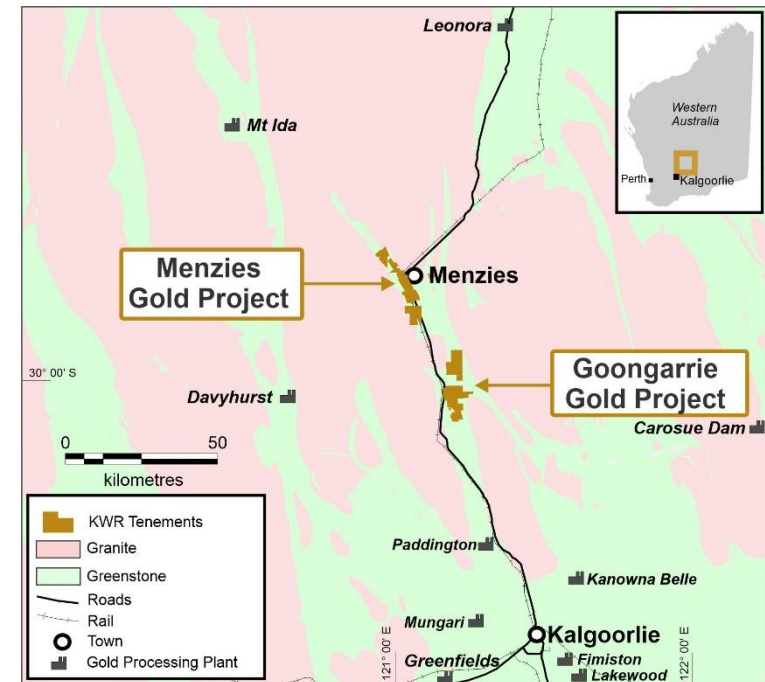 Leonora
Mt Ida
Western
Australia
Perth
Kalgoorlie
Menzies
Gold Project
Menzies
30° 00' S
Davyhurst
Goongarrie
Gold Project
Carosue Dam
0
50
kilometres
KWR Tenements
Granite
Greenstone
Roads
Rail
Town
Gold Processing Plant
Paddington
Kanowna Belle
Mungari
Kalgoorlie
Greenfields
121° 00' E
Fimiston
Lakewood
122° 00' E